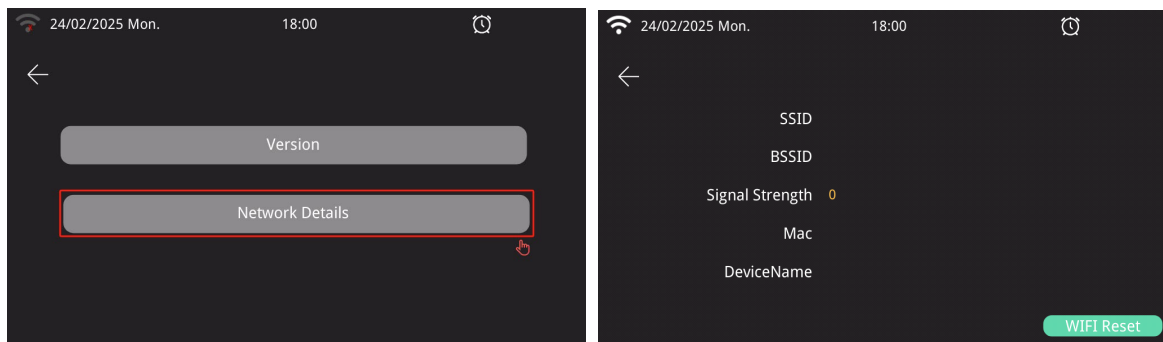 24/02/2025 Mon. 18:00
Version
Network Details
24/02/2025 Mon. 18:00
SSID
BSSID
Signal Strength 0
Mac
DeviceName
WIFI Reset